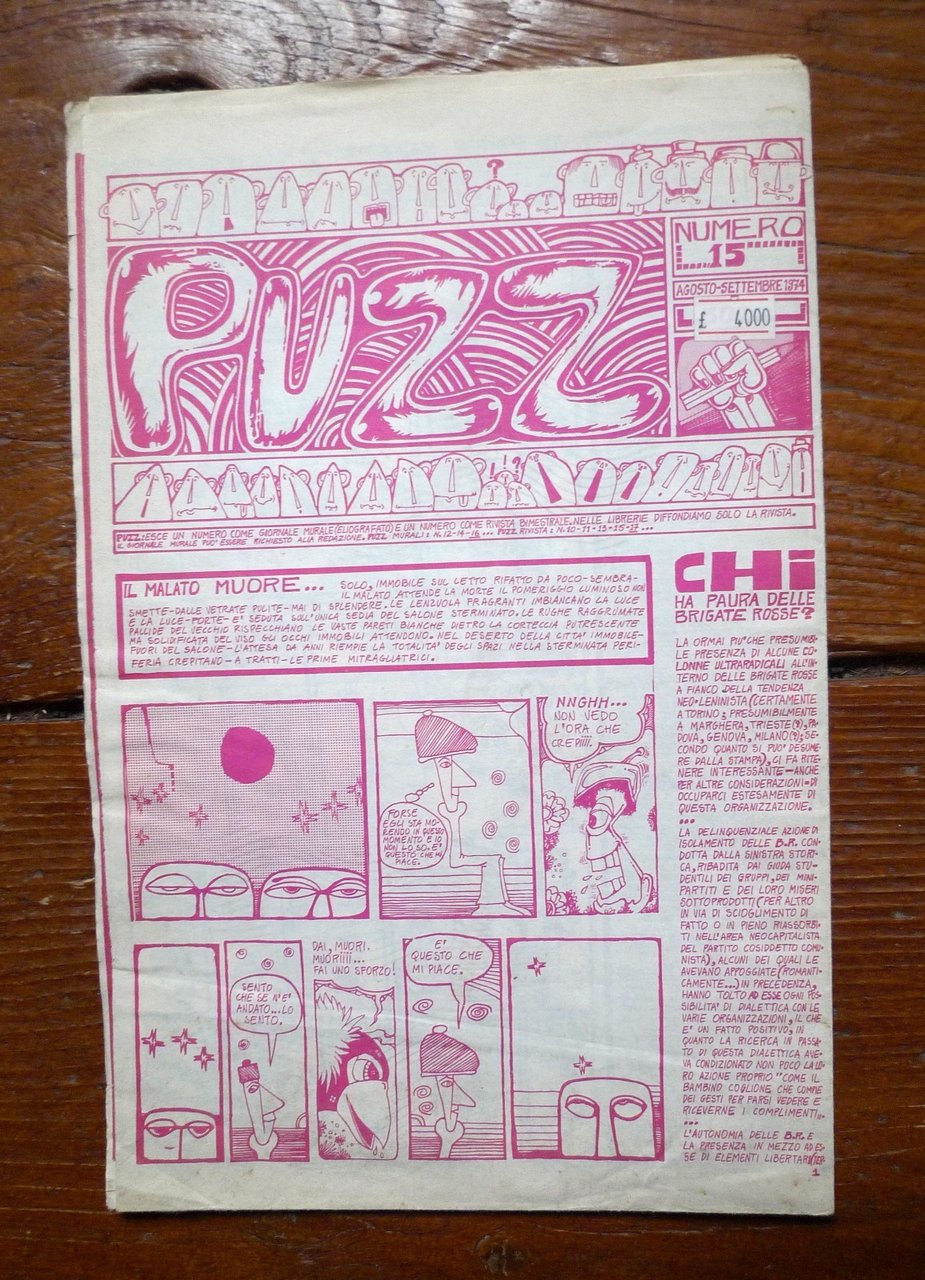 ?
PUZZ
NUMERO
15
AGOSTO-SETTEMBRE 1974
£ 4000
!!?
PUZZ: ESCE UN NUMERO COME GIORNALE MURALE (ELIOGRAFATO) E UN NUMERO COME RIVISTA BIMESTRALE. NELLE LIBRERIE DIFFONDIAMO SOLO LA RIVISTA.
IL GIORNALE MURALE PUO' ESSERE RICHIESTO ALLA REDAZIONE. PUZZ MURALI: N. 12-14-16... PUZZ RIVISTA: N. 10-11-13-15-17...
IL MALATO MUORE... SOLO, IMMOBILE SUL LETTO RIFATTO DA POCO-SEMBRA-
IL MALATO ATTENDE LA MORTE IL POMERIGGIO LUMINOSO NON
SMETTE-DALLE VETRATE PULITE-MAI DI SPLENDERE. LE LENZUOLA FRAGRANTI IMBIANCANO LA LUCE
E LA LUCE-FORTE-E' SEDUTA SULL'UNICA SEDIA DEL SALONE STERMINATO. LE RUGHE RAGGRUMATE
PALLIDE DEL VECCHIO RISPECCHIANO LE VASTE PARETI BIANCHE DIETRO LA CORTECCIA PUTRESCENTE
MA SOLIDIFICATA DEL VISO GLI OCCHI IMMOBILI ATTENDONO. NEL DESERTO DELLA CITTA' IMMOBILE-
FUORI DEL SALONE-L'ATTESA DA ANNI RIEMPIE LA TOTALITA' DEGLI SPAZI NELLA STERMINATA PERI-
FERIA CREPITANO-A TRATTI-LE PRIME MITRAGLIATRICI.
FORSE
EGLI STA MO-
RENDO IN QUESTO
MOMENTO E IO
NON LO SO. E'
QUESTO CHE MI
PIACE.
NNGHH...
NON VEDO
L'ORA CHE
CREPIIII.
SENTO
CHE SE N'E'
ANDATO...LO
SENTO.
DAI, MUORI.
MUORIIII...
FAI UNO SFORZO!
E'
QUESTO CHE
MI PIACE.
CHI
HA PAURA DELLE
BRIGATE ROSSE?
LA ORMAI PIU' CHE PRESUMIBI-
LE PRESENZA DI ALCUNE CO-
LONNE ULTRARADICALI ALL'IN-
TERNO DELLE BRIGATE ROSSE
A FIANCO DELLA TENDENZA
NEO-LENINISTA (CERTAMENTE
A TORINO; PRESUMIBILMENTE
A MARGHERA, TRIESTE(?), PA-
DOVA, GENOVA, MILANO(?); SE-
CONDO QUANTO SI PUO' DESUME-
RE DALLA STAMPA), CI FA RITE-
NERE INTERESSANTE-ANCHE
PER ALTRE CONSIDERAZIONI-DI
OCCUPARCI ESTESAMENTE DI
QUESTA ORGANIZZAZIONE.
...
LA DELINQUENZIALE AZIONE DI
ISOLAMENTO DELLE B.R. CON-
DOTTA DALLA SINISTRA STORI-
CA, RIBADITA DAI GIUDA STU-
DENTILI DEI GRUPPI, DEI MINI-
PARTITI E DEI LORO MISERI
SOTTOPRODOTTI (PER ALTRO
IN VIA DI SCIOGLIMENTO DI
FATTO O IN PIENO RIASSORBI-
TI NELL'AREA NEOCAPITALISTA
DEL PARTITO COSIDDETTO COMU-
NISTA), ALCUNI DEI QUALI LE
AVEVANO APPOGGIATE (ROMANTI-
CAMENTE...) IN PRECEDENZA,
HANNO TOLTO AD ESSE OGNI POS-
SIBILITA' DI DIALETTICA CON LE
VARIE ORGANIZZAZIONI, IL CHE
E' UN FATTO POSITIVO, IN
QUANTO LA RICERCA IN PASSA-
TO DI QUESTA DIALETTICA AVE-
VA CONDIZIONATO NON POCO LA LO-
RO AZIONE PROPRIO "COME IL
BAMBINO COGLIONE CHE COMPIE
DEI GESTI PER FARSI VEDERE E
RICEVERNE I COMPLIMENTI„.
...
L'AUTONOMIA DELLE B.R. E
LA PRESENZA IN MEZZO AD ES-
SE DI ELEMENTI LIBERTARI
1